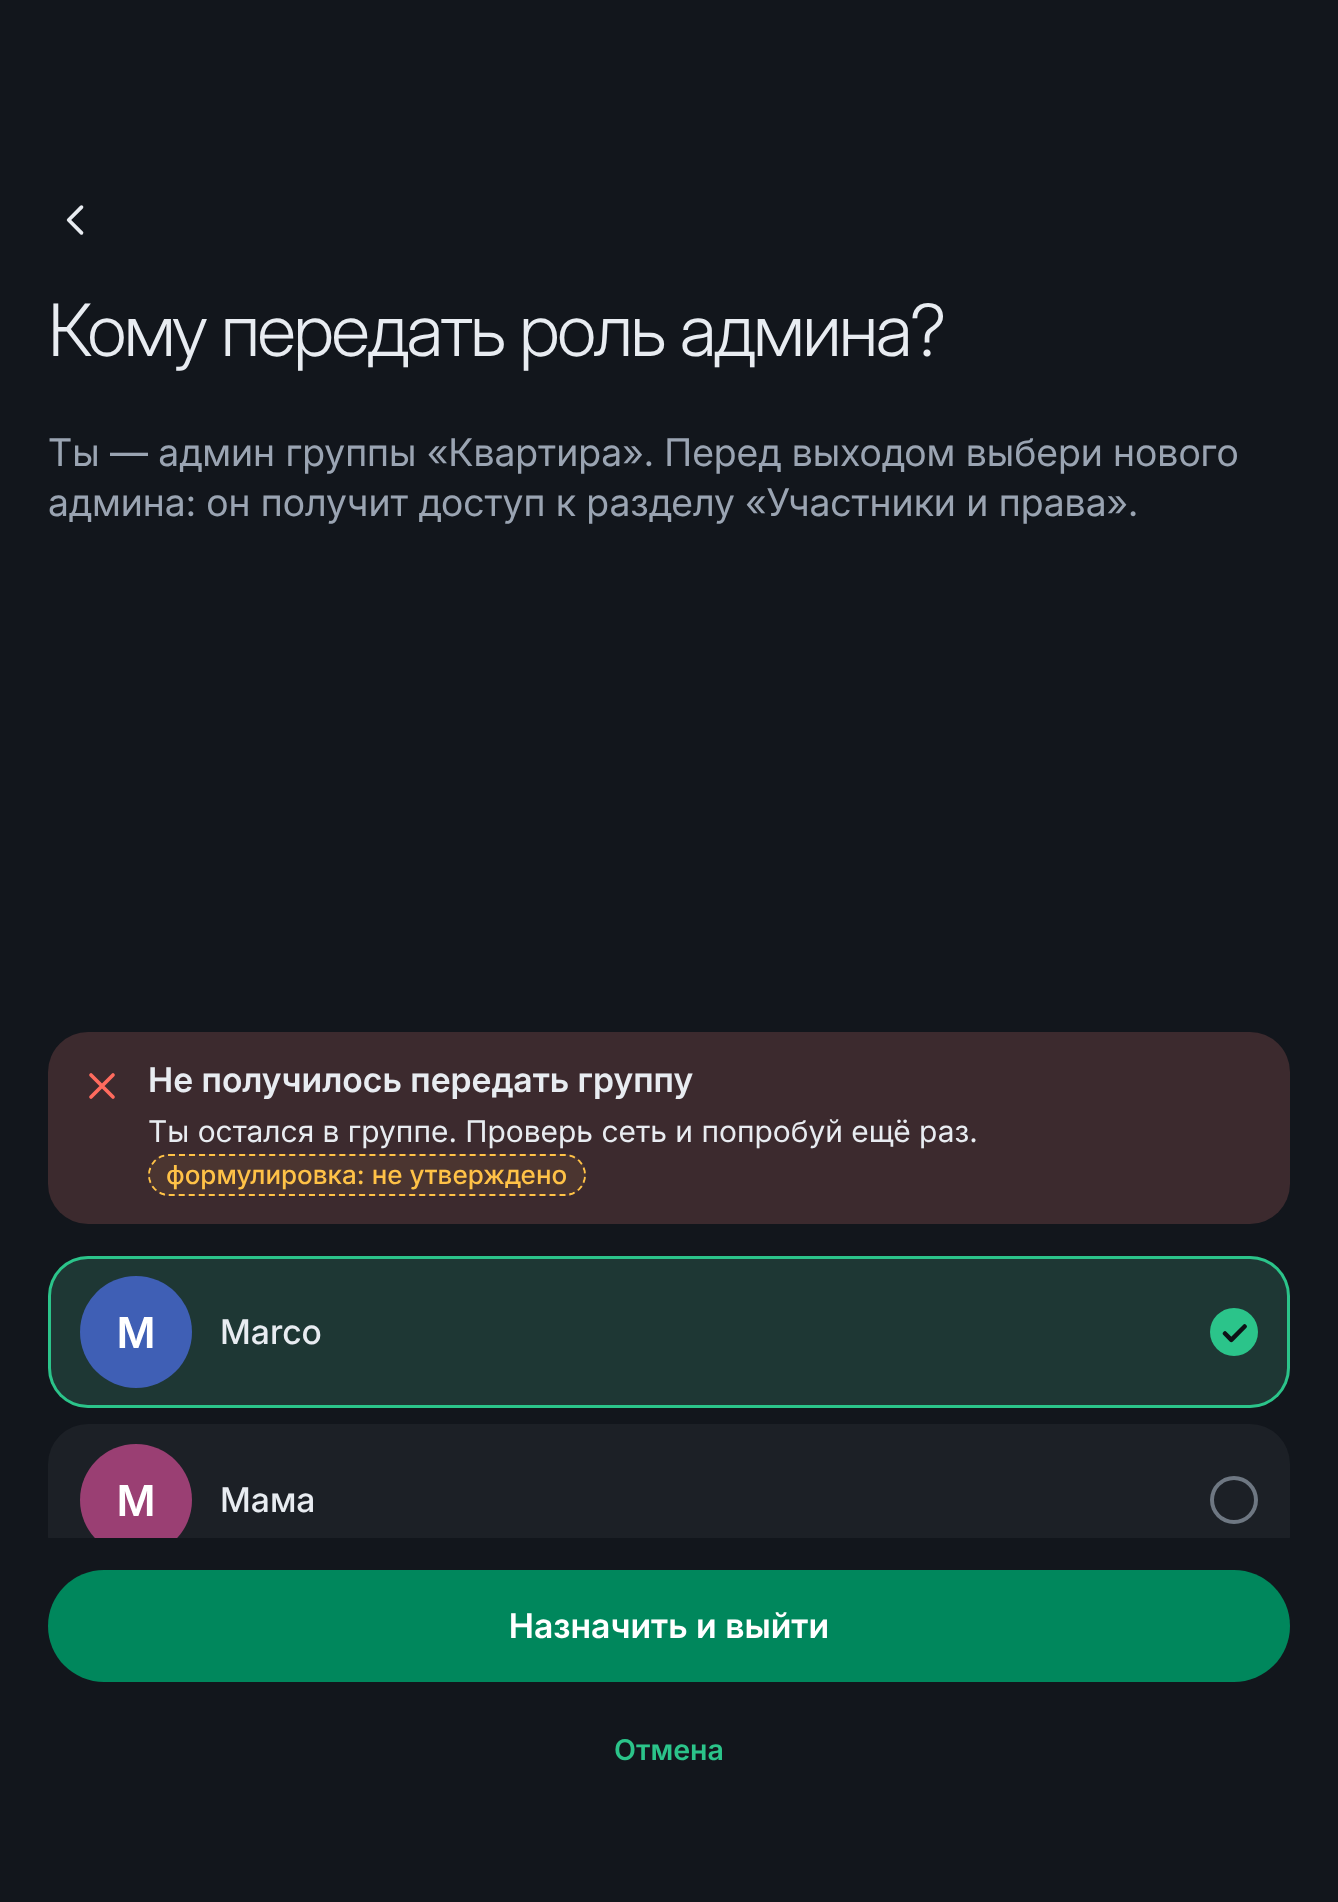 Кому передать роль админа?
Ты — админ группы «Квартира». Перед выходом выбери нового
админа: он получит доступ к разделу «Участники и права».
Не получилось передать группу
Ты остался в группе. Проверь сеть и попробуй ещё раз.
формулировка: не утверждено
M
Marco
М
Мама
Назначить и выйти
Отмена